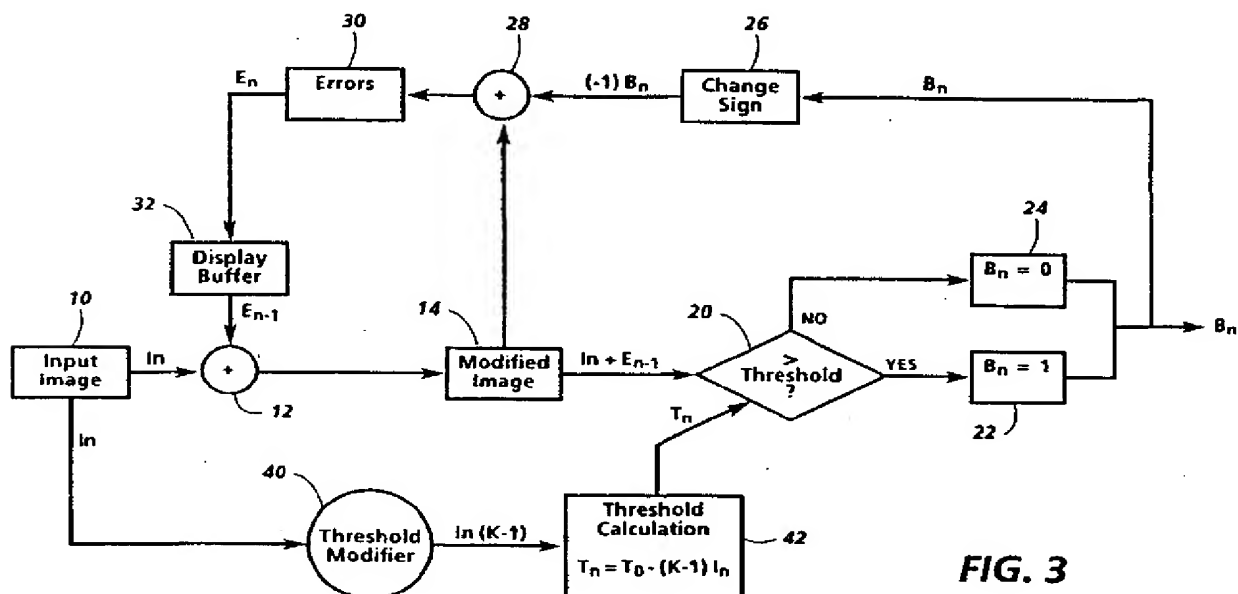 30
28
26
Eₙ
Errors
+
(-1) Bₙ
Change
Sign
Bₙ
32
Display
Buffer
24
Bₙ = 0
10
Eₙ₋₁
14
20
NO
Bₙ
Input
image
In
+
Modified
Image
In + Eₙ₋₁
>
Threshold
?
YES
Bₙ = 1
12
Tₙ
22
In
40
Threshold
Modifier
In (K-1)
Threshold
Calculation
Tₙ = T₀ - (K-1) Iₙ
42
FIG. 3